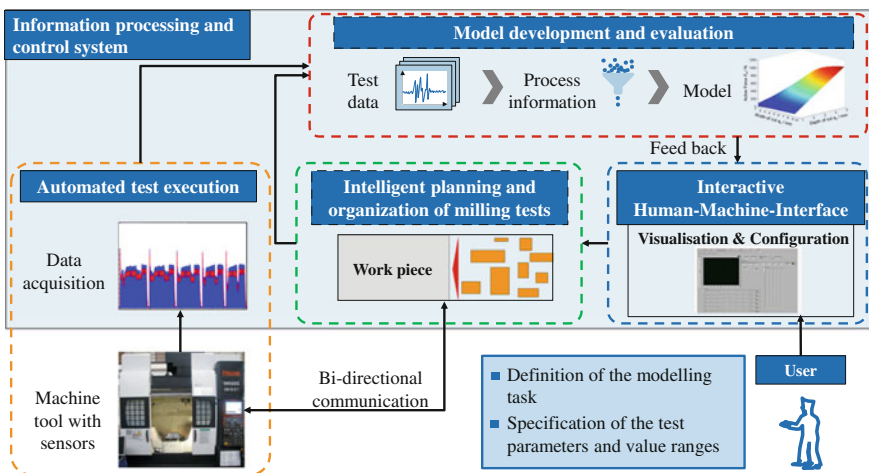 Information processing and
control system
Model development and evaluation
Test
data
Process
information
Model
Feed back
Automated test execution
Intelligent planning and
organization of milling tests
Interactive
Human-Machine-Interface
Visualisation & Configuration
Data
acquisition
Work piece
Machine
tool with
sensors
Bi-directional
communication
Definition of the modelling
task
Specification of the test
parameters and value ranges
User